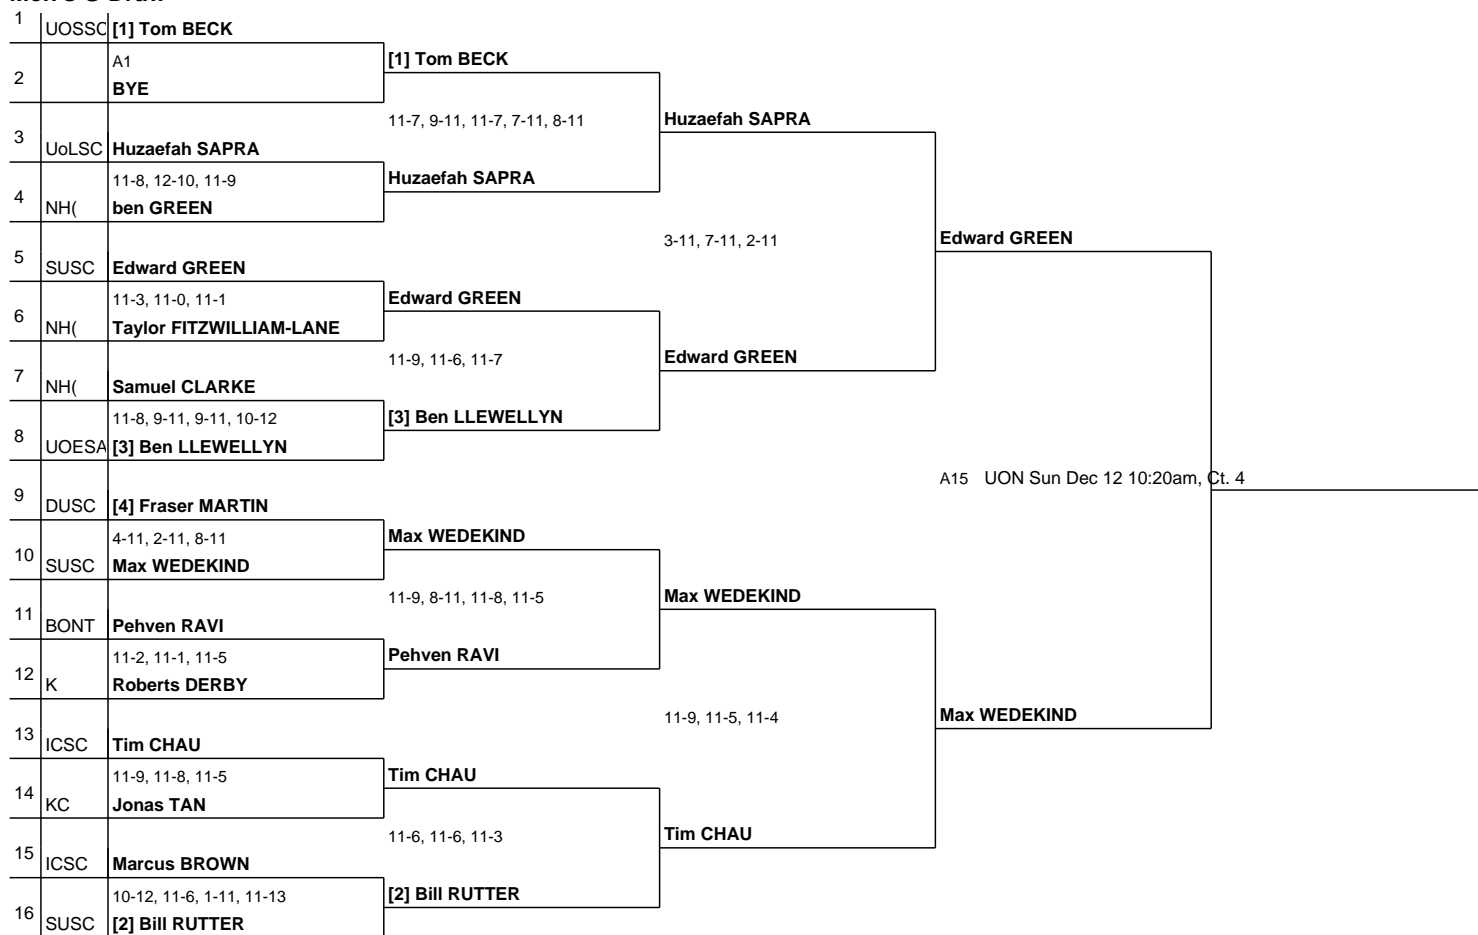 1 UOSSC [1] Tom BECK
A1 [1] Tom BECK
2 BYE
11-7, 9-11, 11-7, 7-11, 8-11 Huzaefah SAPRA
3 UoLSC Huzaefah SAPRA
11-8, 12-10, 11-9 Huzaefah SAPRA
4 NH( ben GREEN
3-11, 7-11, 2-11 Edward GREEN
5 SUSC Edward GREEN
11-3, 11-0, 11-1 Edward GREEN
6 NH( Taylor FITZWILLIAM-LANE
11-9, 11-6, 11-7 Edward GREEN
7 NH( Samuel CLARKE
11-8, 9-11, 9-11, 10-12 [3] Ben LLEWELLYN
8 UOESA [3] Ben LLEWELLYN
A15 UON Sun Dec 12 10:20am, Ct. 4
9 DUSC [4] Fraser MARTIN
4-11, 2-11, 8-11 Max WEDEKIND
10 SUSC Max WEDEKIND
11-9, 8-11, 11-8, 11-5 Max WEDEKIND
11 BONT Pehven RAVI
11-2, 11-1, 11-5 Pehven RAVI
12 K Roberts DERBY
11-9, 11-5, 11-4 Max WEDEKIND
13 ICSC Tim CHAU
11-9, 11-8, 11-5 Tim CHAU
14 KC Jonas TAN
11-6, 11-6, 11-3 Tim CHAU
15 ICSC Marcus BROWN
10-12, 11-6, 1-11, 11-13 [2] Bill RUTTER
16 SUSC [2] Bill RUTTER